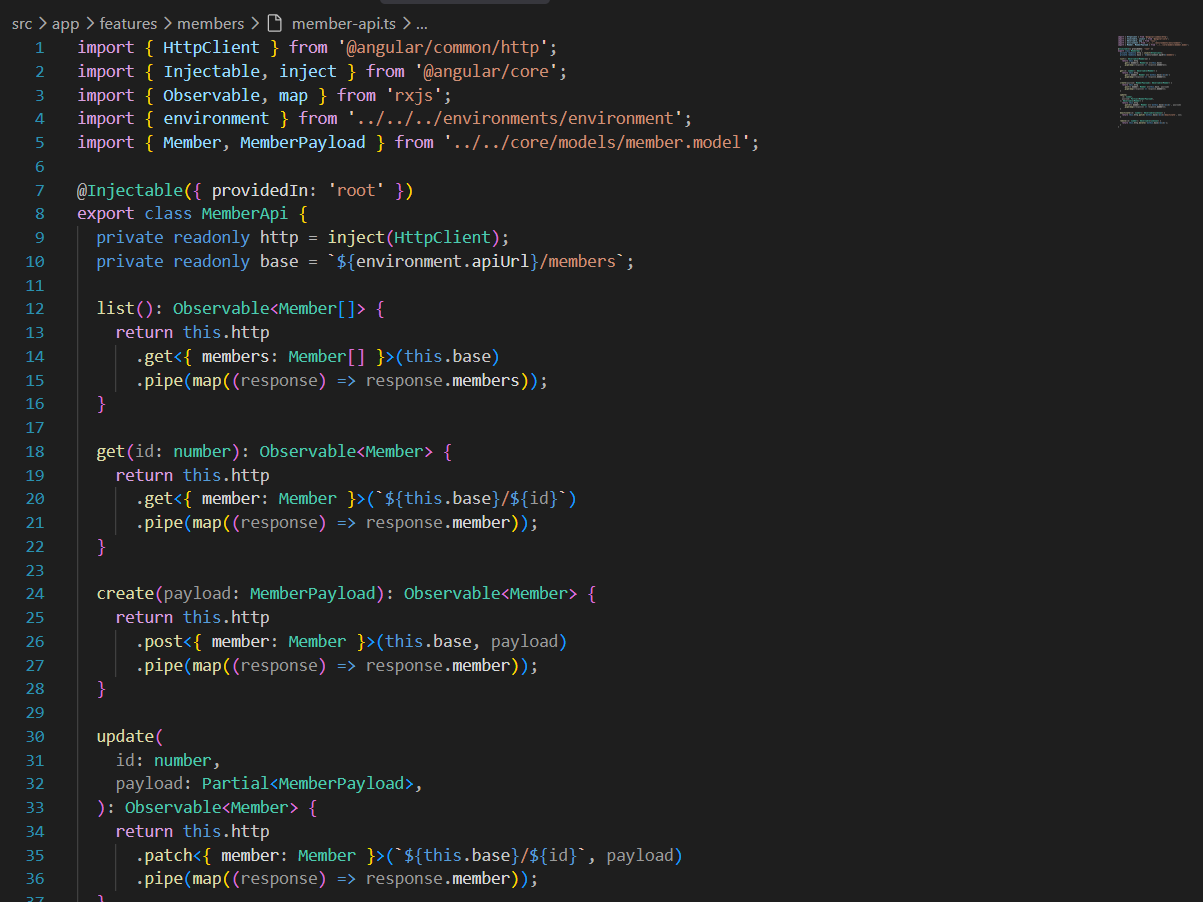 src > app > features > members > member-api.ts > ...
1 import { HttpClient } from '@angular/common/http';
2 import { Injectable, inject } from '@angular/core';
3 import { Observable, map } from 'rxjs';
4 import { environment } from '../../../environments/environment';
5 import { Member, MemberPayload } from '../../core/models/member.model';
6
7 @Injectable({ providedIn: 'root' })
8 export class MemberApi {
9   private readonly http = inject(HttpClient);
10   private readonly base = `${environment.apiUrl}/members`;
11
12   list(): Observable<Member[]> {
13     return this.http
14       .get<{ members: Member[] }>(this.base)
15       .pipe(map((response) => response.members));
16   }
17
18   get(id: number): Observable<Member> {
19     return this.http
20       .get<{ member: Member }>(`${this.base}/${id}`)
21       .pipe(map((response) => response.member));
22   }
23
24   create(payload: MemberPayload): Observable<Member> {
25     return this.http
26       .post<{ member: Member }>(this.base, payload)
27       .pipe(map((response) => response.member));
28   }
29
30   update(
31     id: number,
32     payload: Partial<MemberPayload>,
33   ): Observable<Member> {
34     return this.http
35       .patch<{ member: Member }>(`${this.base}/${id}`, payload)
36       .pipe(map((response) => response.member));
37   }